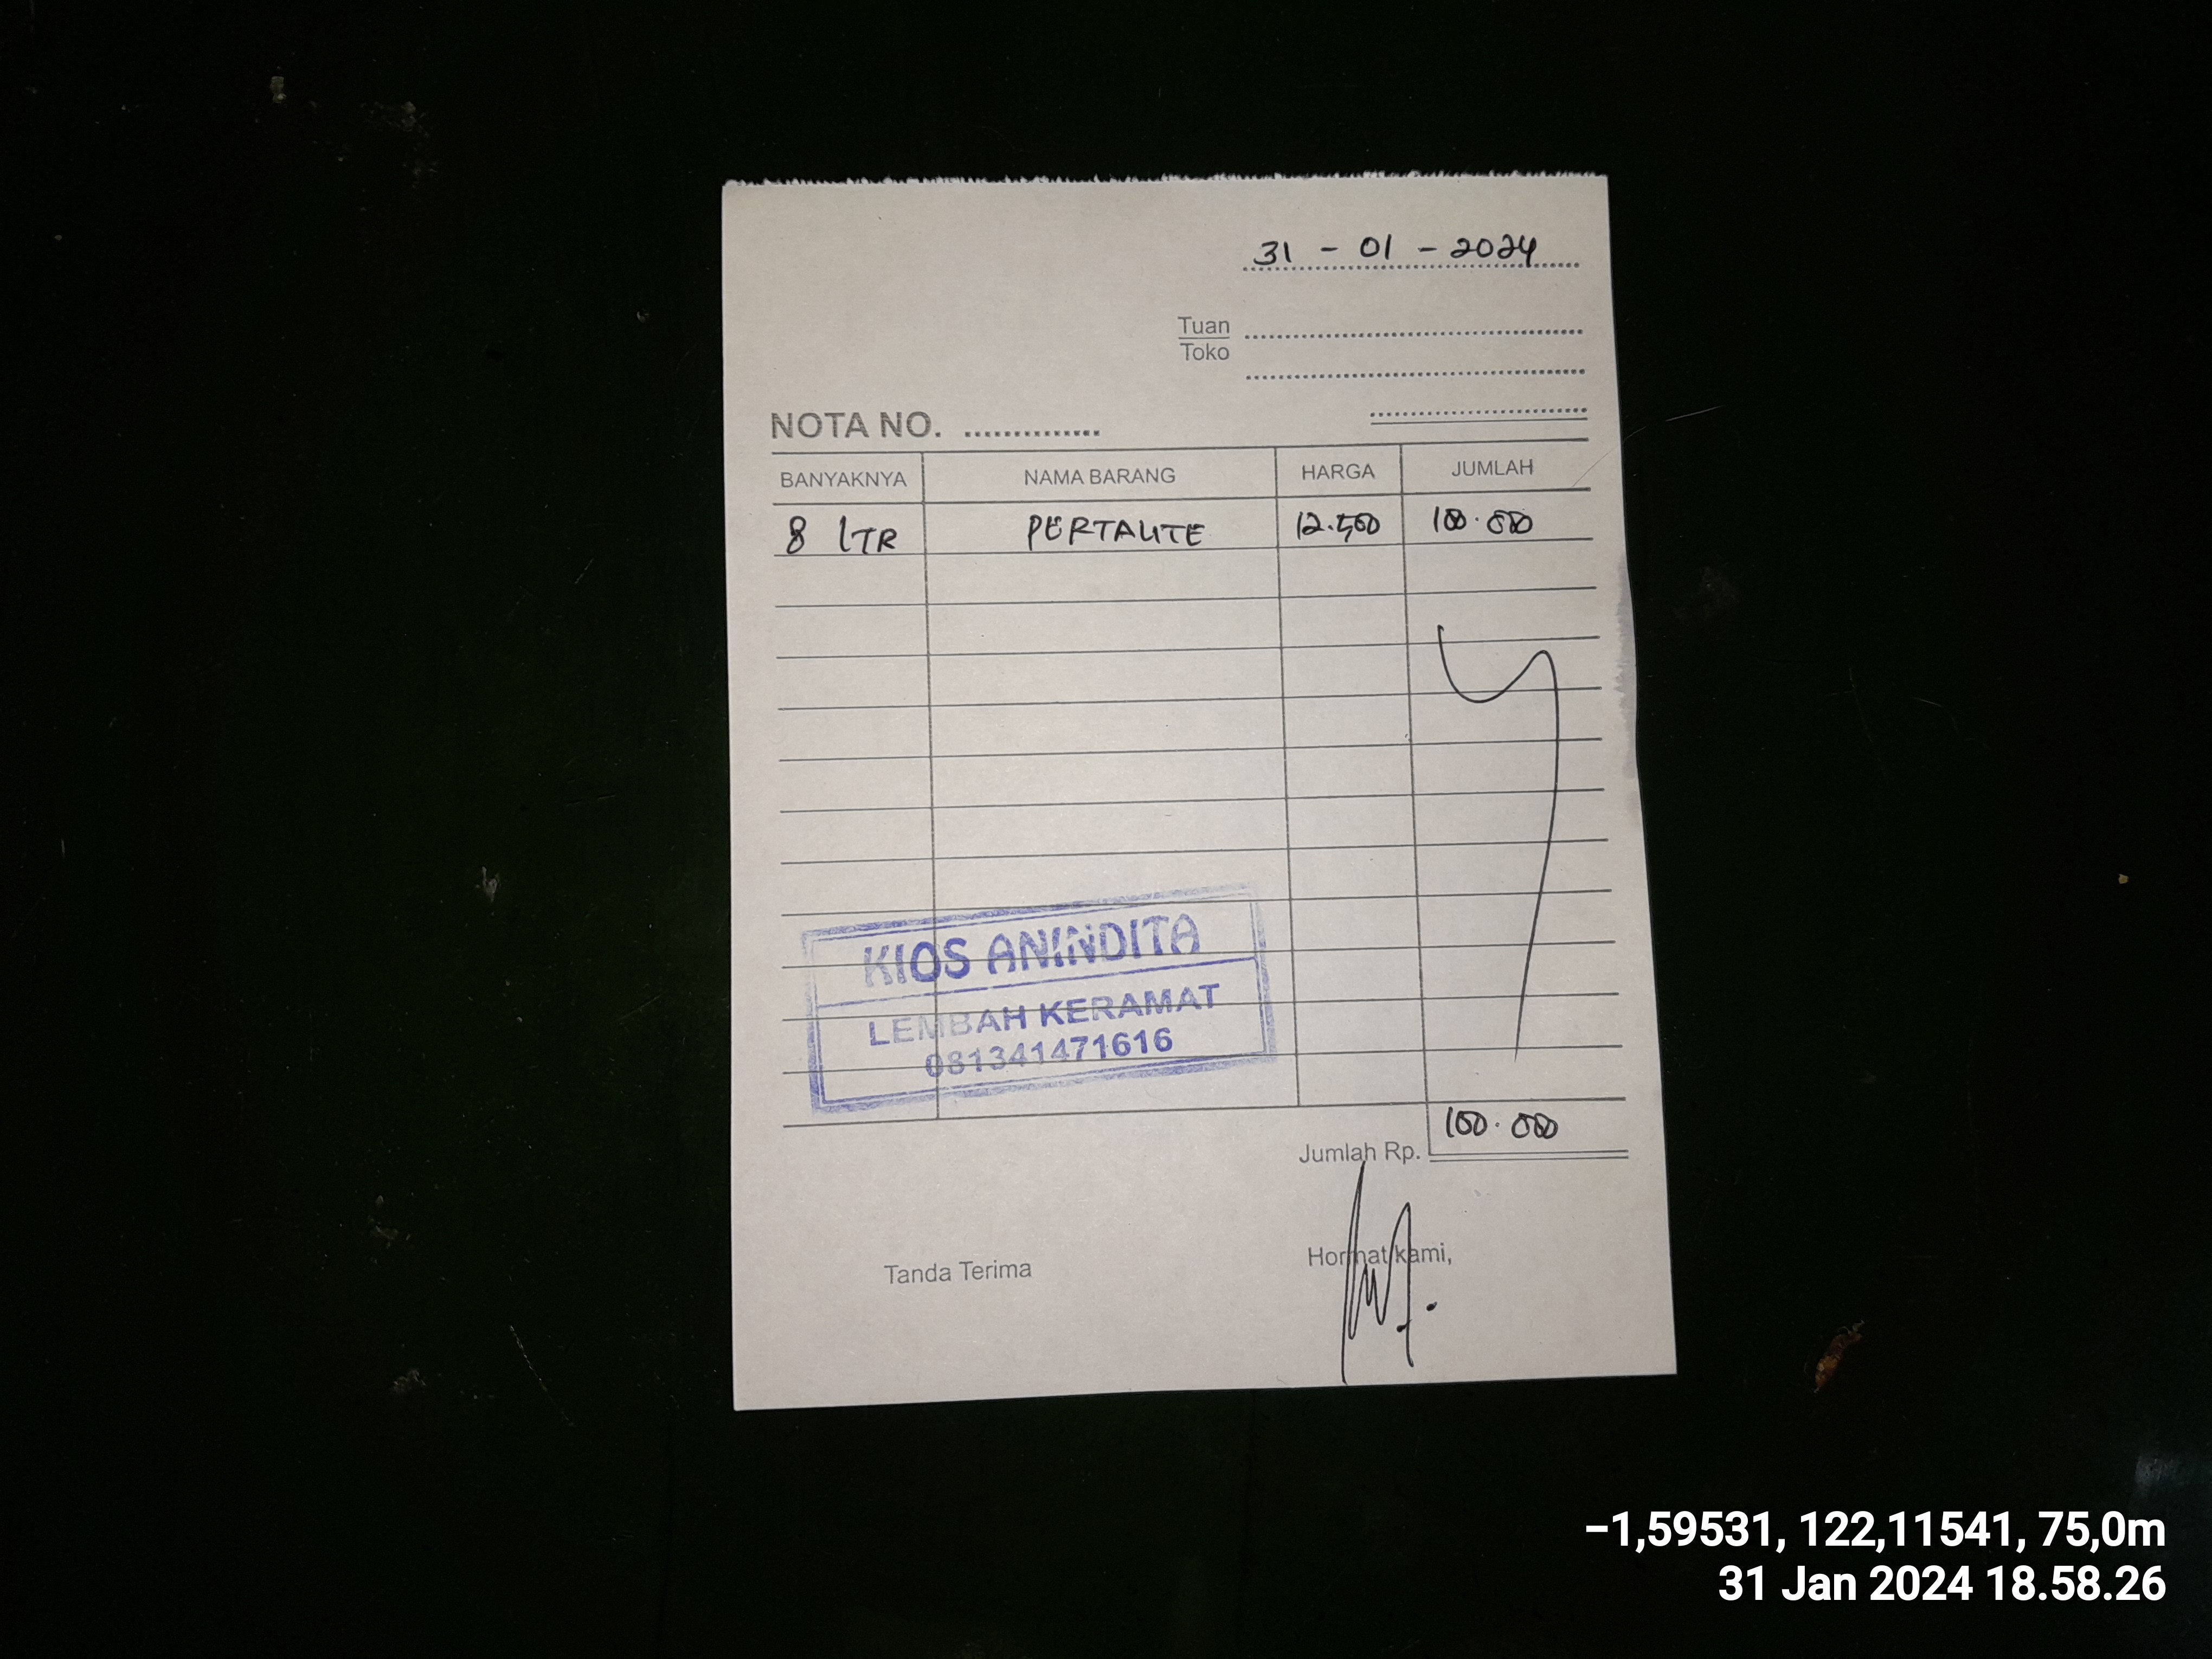 31 - 01 - 2024
Tuan
Toko
NOTA NO. ..............
BANYAKNYA NAMA BARANG HARGA JUMLAH
8 LTR PERTALITE 12.500 100.000
KIOS ANINDITA
LEMBAH KERAMAT
081341471616
Jumlah Rp. 100.000
Tanda Terima Hormat kami,
−1,59531, 122,11541, 75,0m
31 Jan 2024 18.58.26